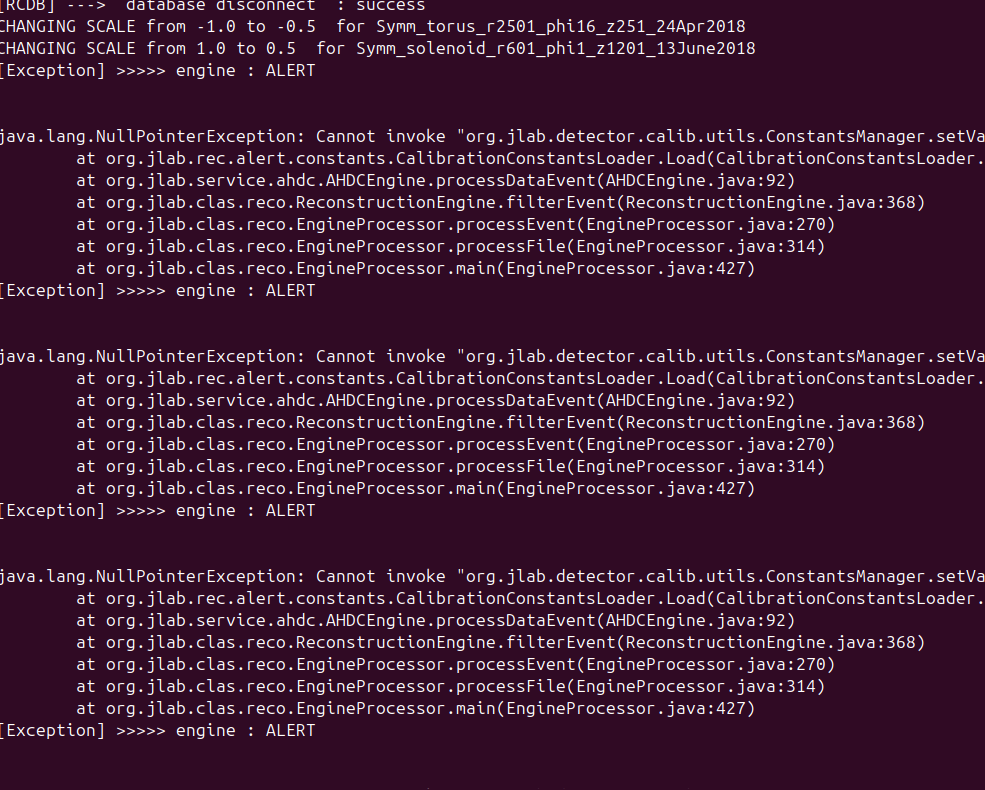 [RCDB] ---> database disconnect : success
CHANGING SCALE from -1.0 to -0.5 for Symm_torus_r2501_phi16_z251_24Apr2018
CHANGING SCALE from 1.0 to 0.5 for Symm_solenoid_r601_phi1_z1201_13June2018
[Exception] >>>>> engine : ALERT
java.lang.NullPointerException: Cannot invoke "org.jlab.detector.calib.utils.ConstantsManager.setVa
at org.jlab.rec.alert.constants.CalibrationConstantsLoader.Load(CalibrationConstantsLoader.
at org.jlab.service.ahdc.AHDCEngine.processDataEvent(AHDCEngine.java:92)
at org.jlab.clas.reco.ReconstructionEngine.filterEvent(ReconstructionEngine.java:368)
at org.jlab.clas.reco.EngineProcessor.processEvent(EngineProcessor.java:270)
at org.jlab.clas.reco.EngineProcessor.processFile(EngineProcessor.java:314)
at org.jlab.clas.reco.EngineProcessor.main(EngineProcessor.java:427)
[Exception] >>>>> engine : ALERT
java.lang.NullPointerException: Cannot invoke "org.jlab.detector.calib.utils.ConstantsManager.setVa
at org.jlab.rec.alert.constants.CalibrationConstantsLoader.Load(CalibrationConstantsLoader.
at org.jlab.service.ahdc.AHDCEngine.processDataEvent(AHDCEngine.java:92)
at org.jlab.clas.reco.ReconstructionEngine.filterEvent(ReconstructionEngine.java:368)
at org.jlab.clas.reco.EngineProcessor.processEvent(EngineProcessor.java:270)
at org.jlab.clas.reco.EngineProcessor.processFile(EngineProcessor.java:314)
at org.jlab.clas.reco.EngineProcessor.main(EngineProcessor.java:427)
[Exception] >>>>> engine : ALERT
java.lang.NullPointerException: Cannot invoke "org.jlab.detector.calib.utils.ConstantsManager.setVa
at org.jlab.rec.alert.constants.CalibrationConstantsLoader.Load(CalibrationConstantsLoader.
at org.jlab.service.ahdc.AHDCEngine.processDataEvent(AHDCEngine.java:92)
at org.jlab.clas.reco.ReconstructionEngine.filterEvent(ReconstructionEngine.java:368)
at org.jlab.clas.reco.EngineProcessor.processEvent(EngineProcessor.java:270)
at org.jlab.clas.reco.EngineProcessor.processFile(EngineProcessor.java:314)
at org.jlab.clas.reco.EngineProcessor.main(EngineProcessor.java:427)
[Exception] >>>>> engine : ALERT